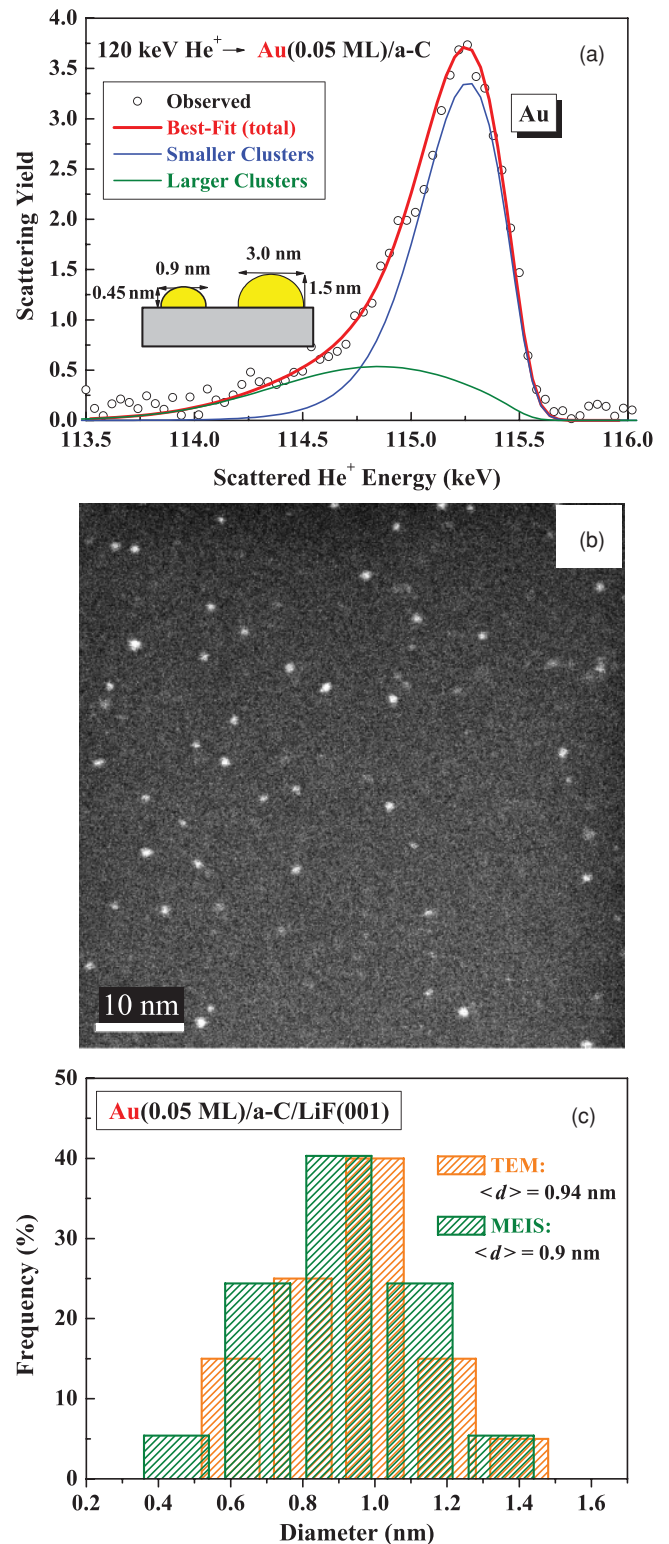 120 keV He⁺ → Au(0.05 ML)/a-C
(a)
Observed
Best-Fit (total)
Smaller Clusters
Larger Clusters
Au
0.9 nm
3.0 nm
0.45 nm
1.5 nm
Scattering Yield
4.0
3.5
3.0
2.5
2.0
1.5
1.0
0.5
0.0
113.5 114.0 114.5 115.0 115.5 116.0
Scattered He⁺ Energy (keV)
(b)
10 nm
Au(0.05 ML)/a-C/LiF(001)
(c)
TEM:
<d> = 0.94 nm
MEIS:
<d> = 0.9 nm
Frequency (%)
50
40
30
20
10
0
0.2 0.4 0.6 0.8 1.0 1.2 1.4 1.6
Diameter (nm)